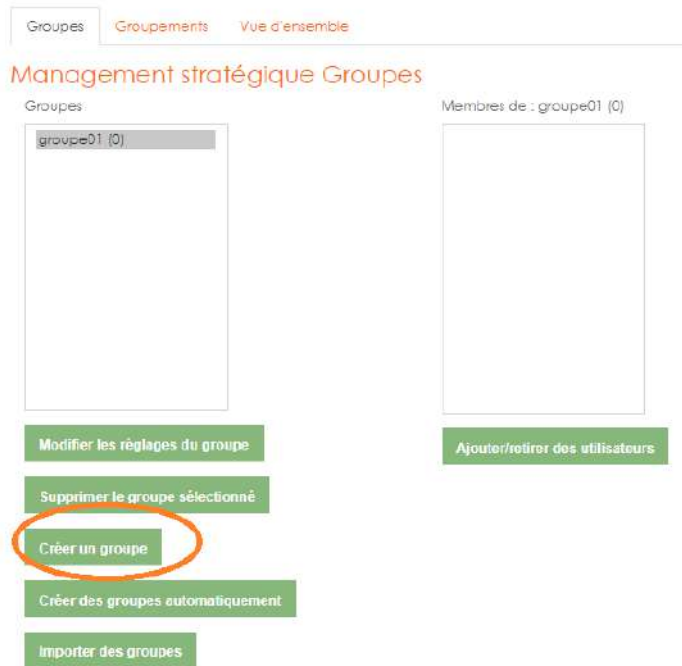 Groupes Groupements Vue d'ensemble
Management stratégique Groupes
Groupes
Membres de : groupe01 (0)
groupe01 (0)
Modifier les règlages du groupe
Ajouter/retirer des utilisateurs
Supprimer le groupe sélectionné
Créer un groupe
Créer des groupes automatiquement
Importer des groupes